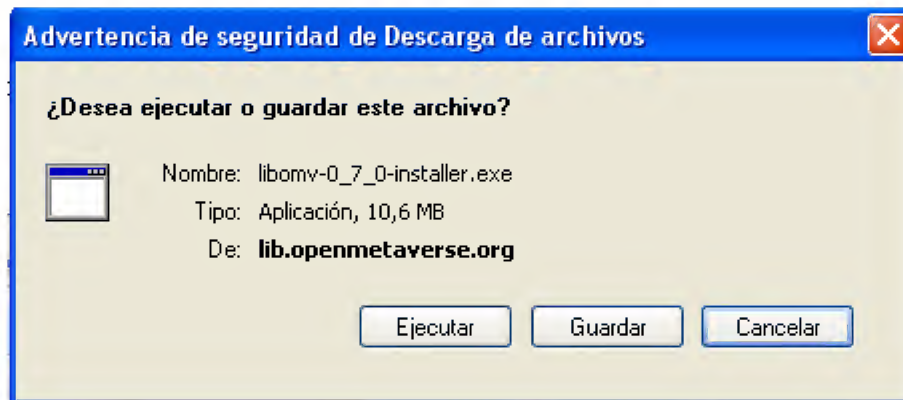 Advertencia de seguridad de Descarga de archivos
¿Desea ejecutar o guardar este archivo?
Nombre: libomv-0_7_0-installer.exe
Tipo: Aplicación, 10,6 MB
De: lib.openmetaverse.org
Ejecutar Guardar Cancelar